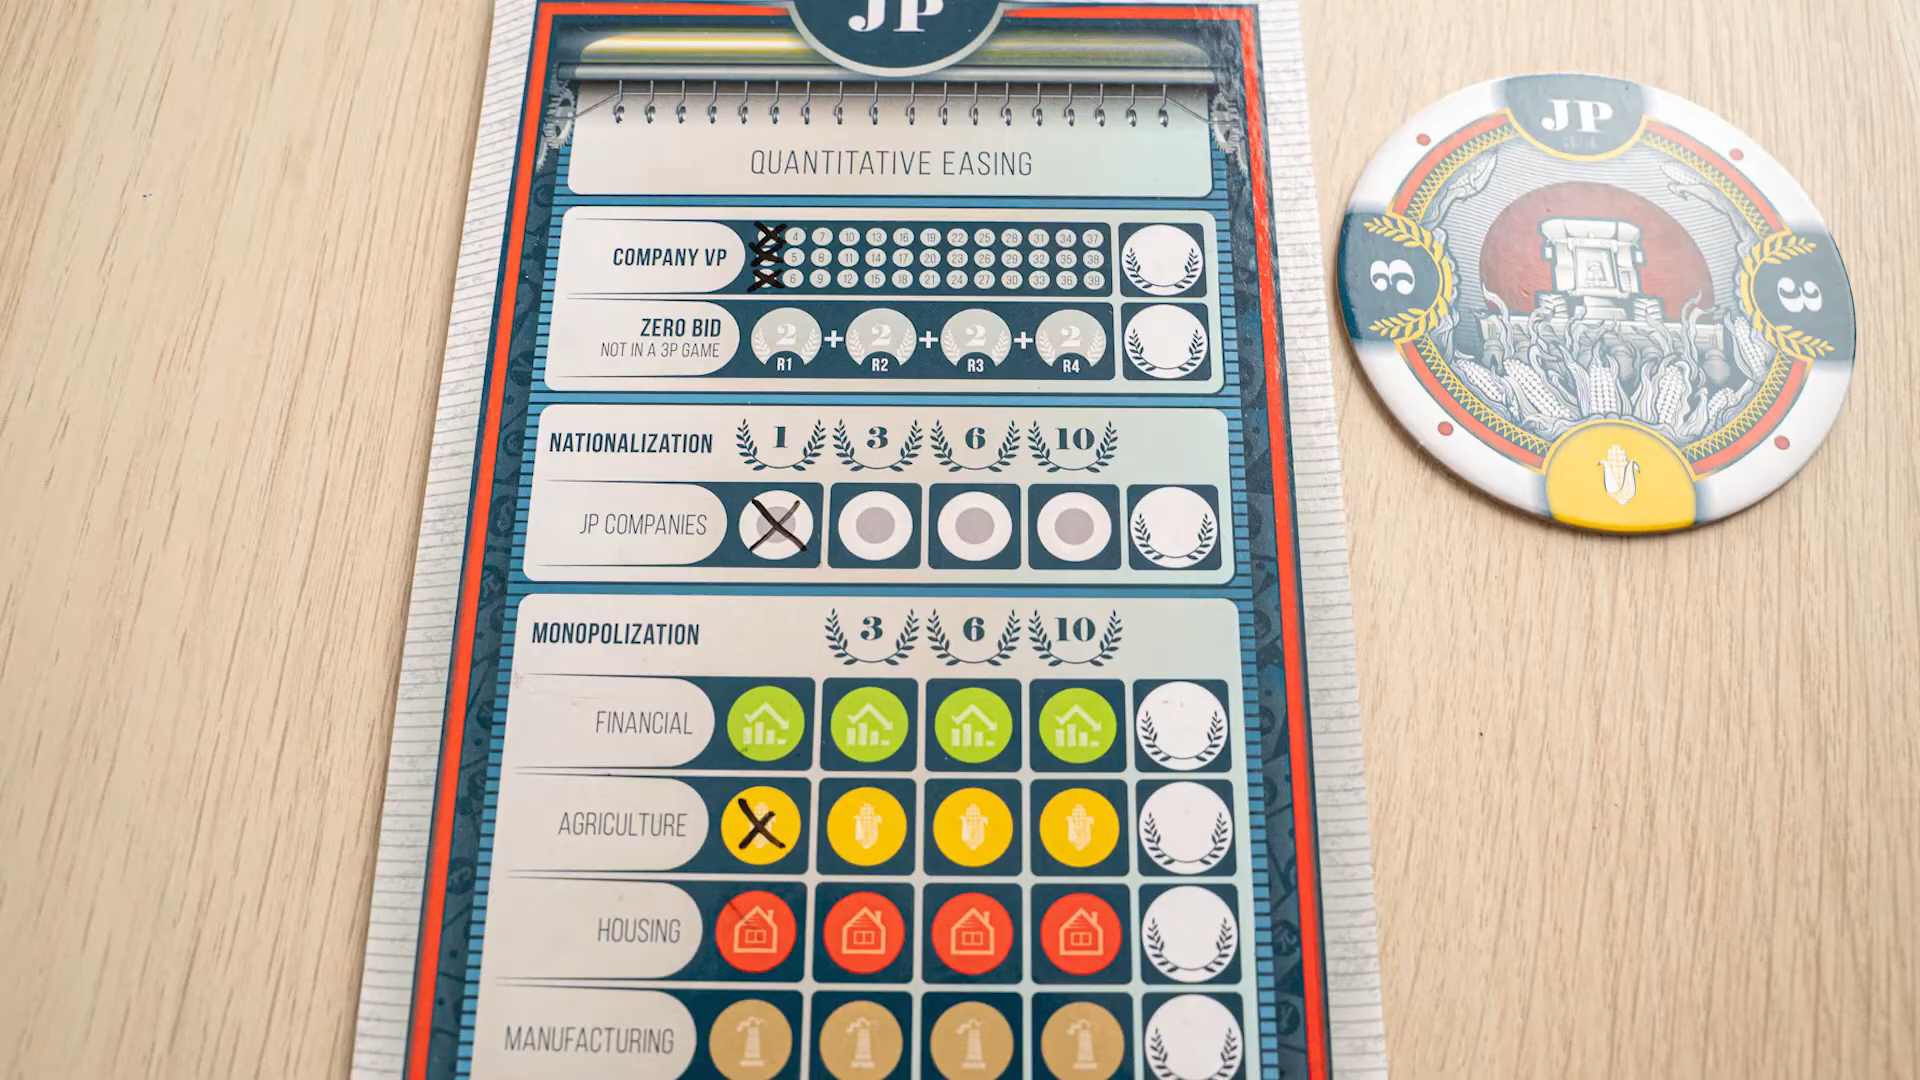 JP
QUANTITATIVE EASING
COMPANY VP
4 7 10 13 16 19 22 25 28 31 34 37
5 8 11 14 17 20 23 26 29 32 35 38
6 9 12 15 18 21 24 27 30 33 36 39
ZERO BID
NOT IN A 3P GAME
2 + 2 + 2 + 2
R1 R2 R3 R4
NATIONALIZATION 1 3 6 10
JP COMPANIES
MONOPOLIZATION 3 6 10
FINANCIAL
AGRICULTURE
HOUSING
MANUFACTURING
JP
3 3